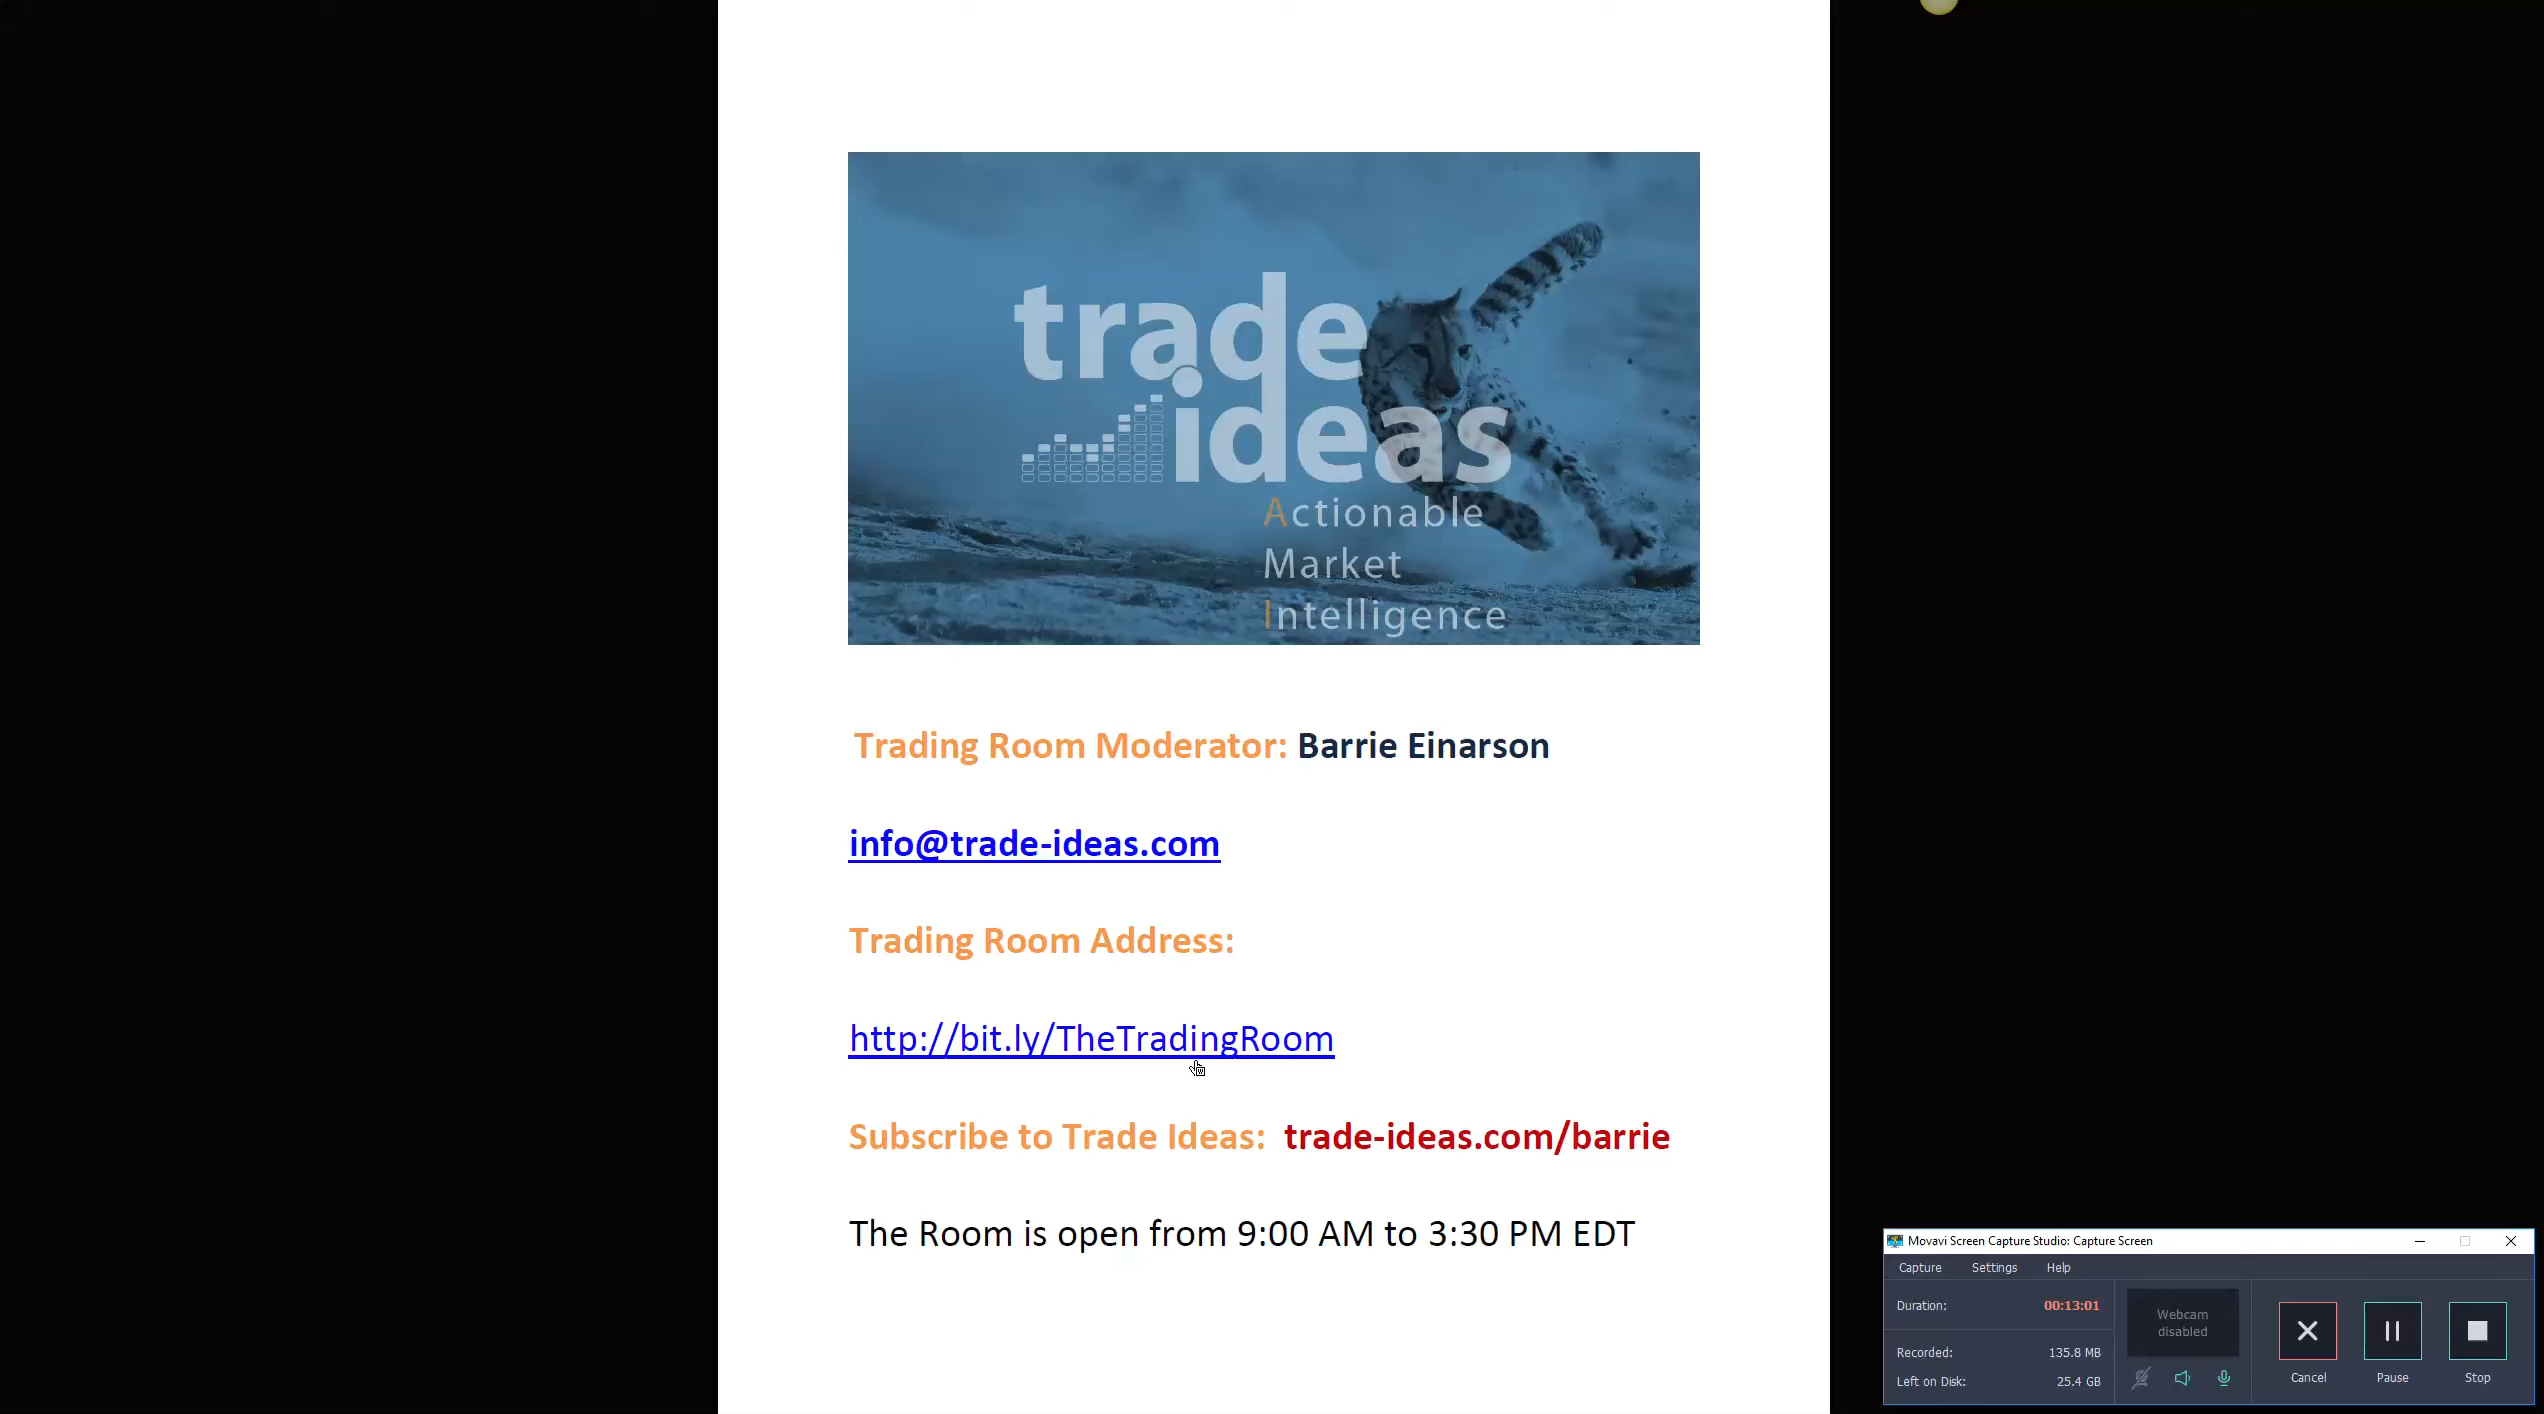 trade
ideas
Actionable
Market
Intelligence
Trading Room Moderator: Barrie Einarson
info@trade-ideas.com
Trading Room Address:
http://bit.ly/TheTradingRoom
Subscribe to Trade Ideas: trade-ideas.com/barrie
The Room is open from 9:00 AM to 3:30 PM EDT
Movavi Screen Capture Studio: Capture Screen
Capture Settings Help
Duration: 00:13:01
Webcam
disabled
Recorded: 135.8 MB
Left on Disk: 25.4 GB
Cancel Pause Stop